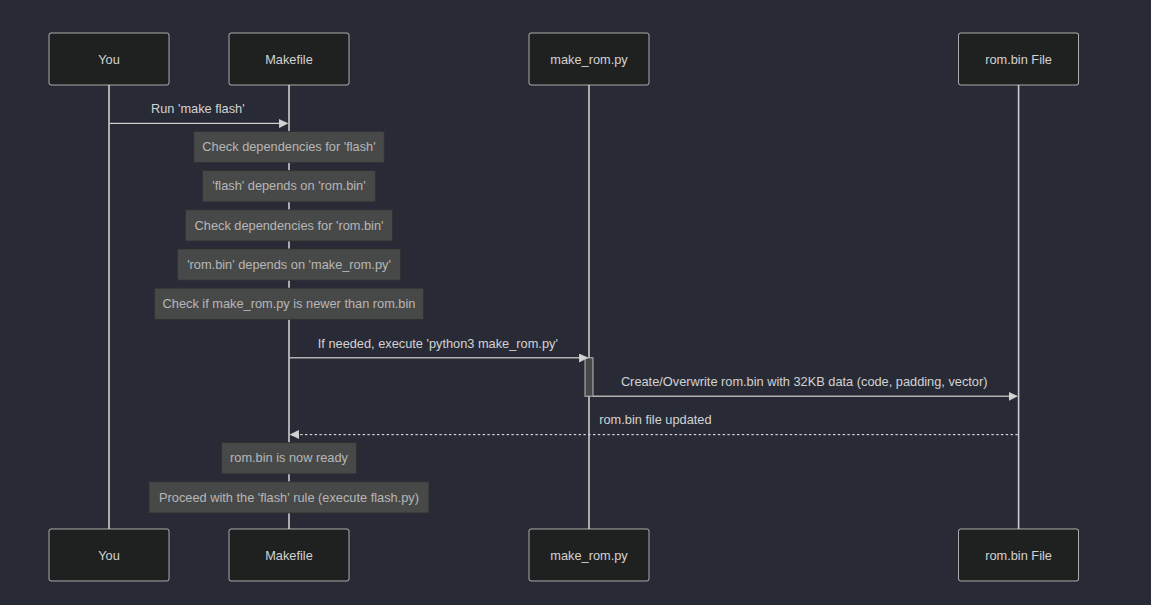 You
Makefile
make_rom.py
rom.bin File
Run 'make flash'
Check dependencies for 'flash'
'flash' depends on 'rom.bin'
Check dependencies for 'rom.bin'
'rom.bin' depends on 'make_rom.py'
Check if make_rom.py is newer than rom.bin
If needed, execute 'python3 make_rom.py'
Create/Overwrite rom.bin with 32KB data (code, padding, vector)
rom.bin file updated
rom.bin is now ready
Proceed with the 'flash' rule (execute flash.py)
You
Makefile
make_rom.py
rom.bin File